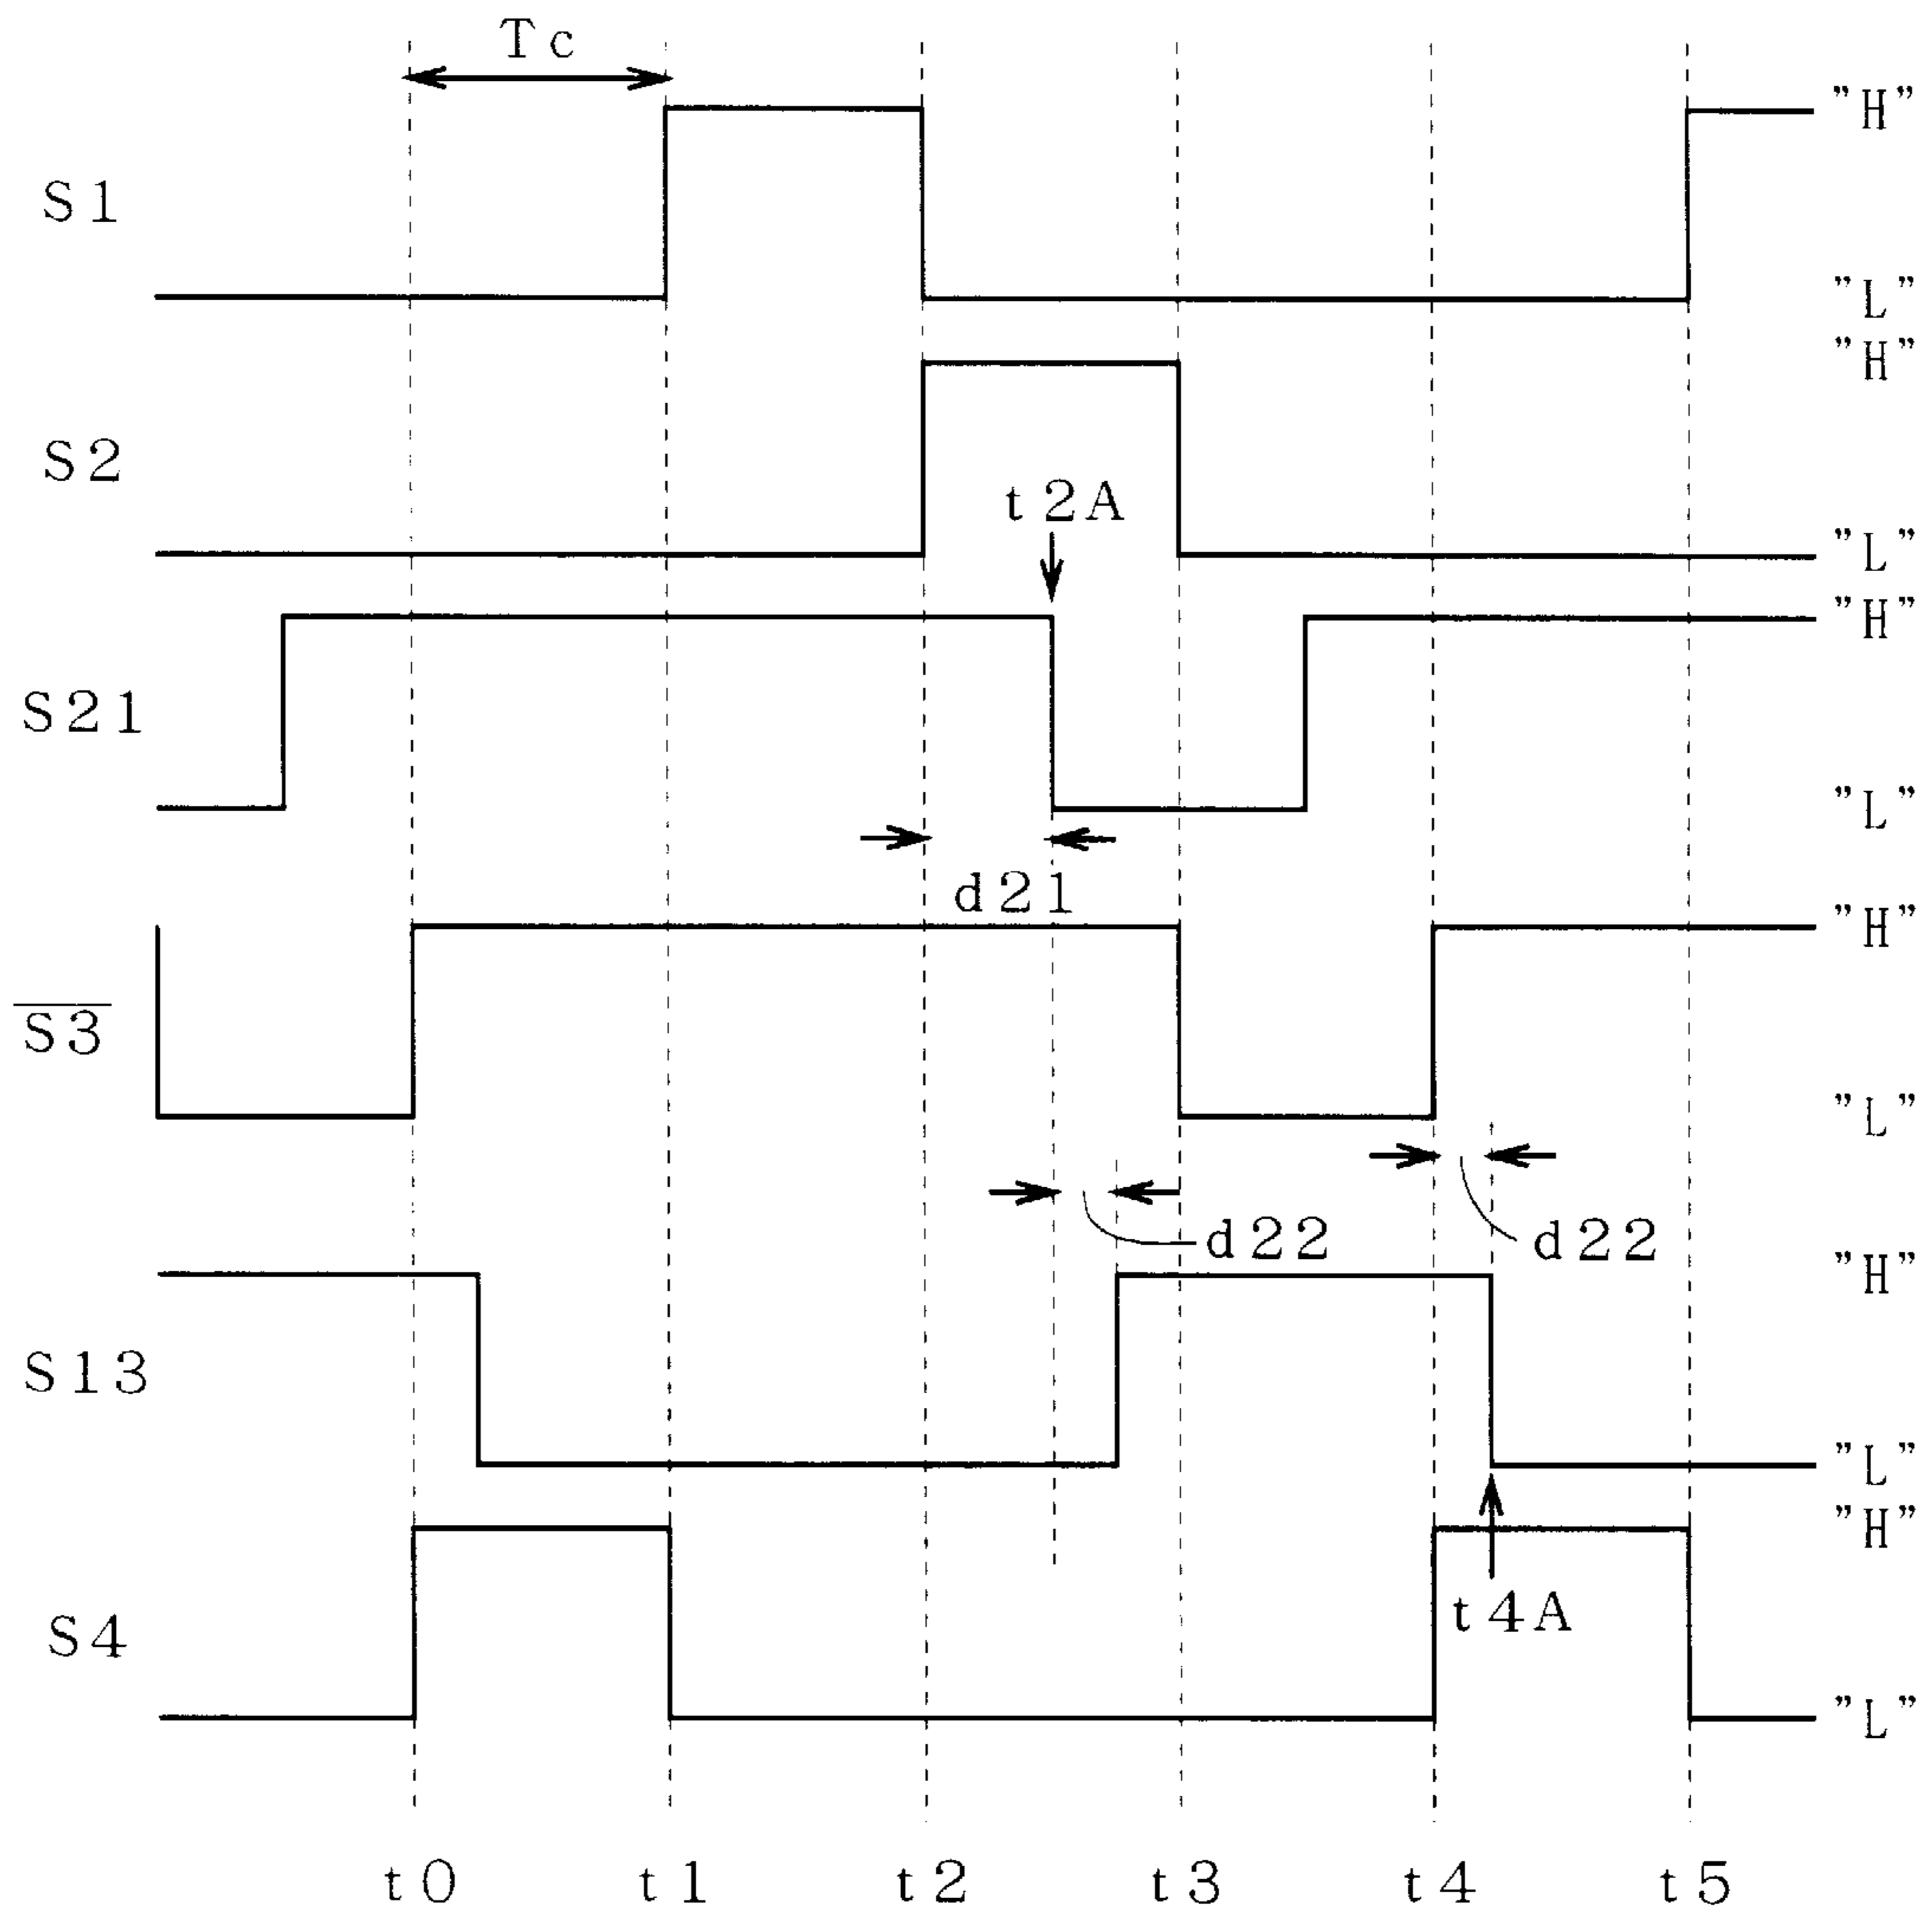 Tc
"H"
S1
"L"
"H"
S2
t2A
"L"
"H"
S21
"L"
d21
"H"
S3
"L"
d22
d22
"H"
S13
"L"
"H"
t4A
S4
"L"
t0 t1 t2 t3 t4 t5